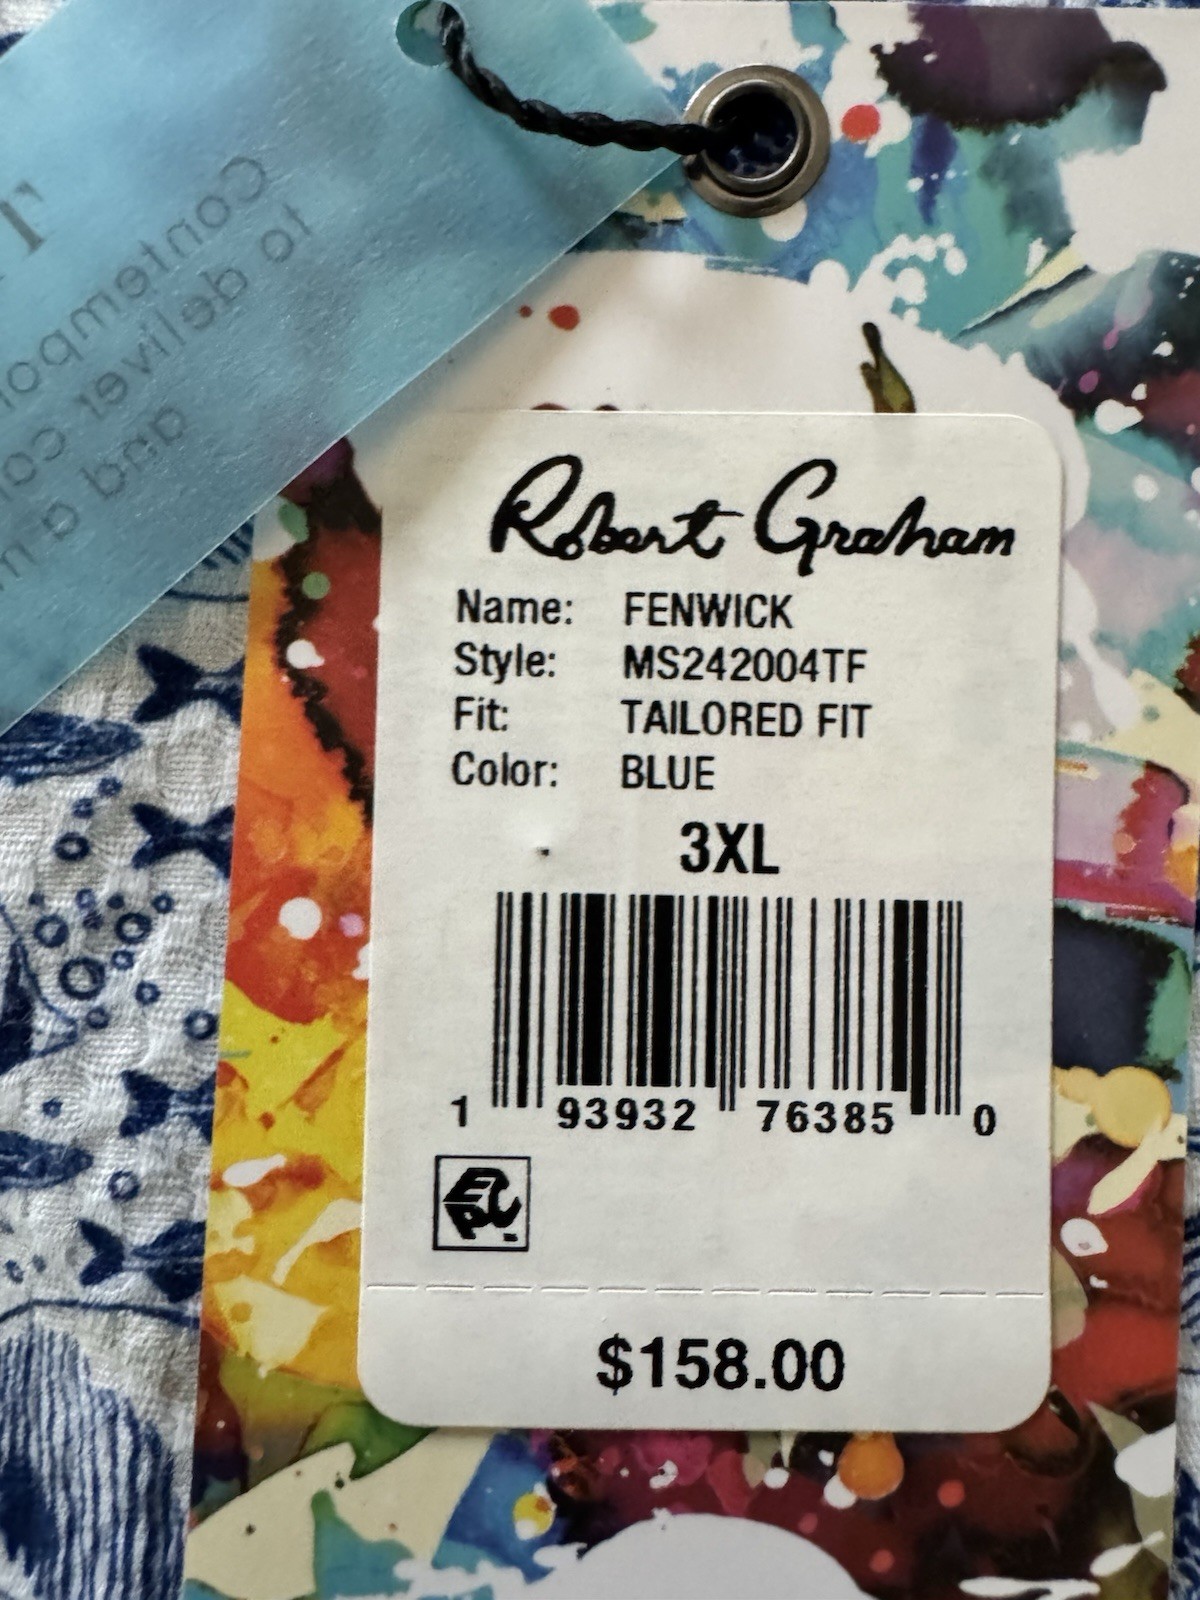 T
Contempor
to deliver co
and a
a m
Robert Graham
Name: FENWICK
Style: MS242004TF
Fit: TAILORED FIT
Color: BLUE
3XL
1 93932 76385 0
EPC
$158.00